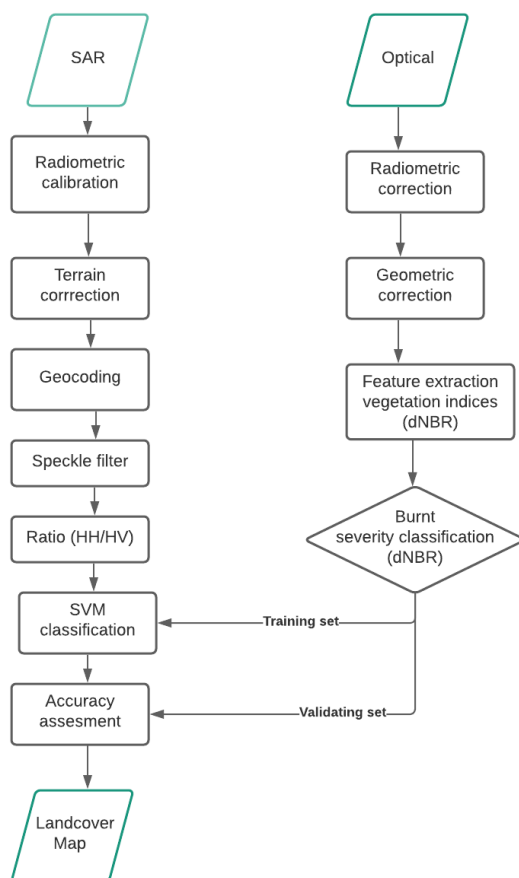 SAR
Radiometric
calibration
Terrain
corrrection
Geocoding
Speckle filter
Ratio (HH/HV)
SVM
classification
Accuracy
assesment
Landcover
Map
Optical
Radiometric
correction
Geometric
correction
Feature extraction
vegetation indices
(dNBR)
Burnt
severity classification
(dNBR)
Training set
Validating set